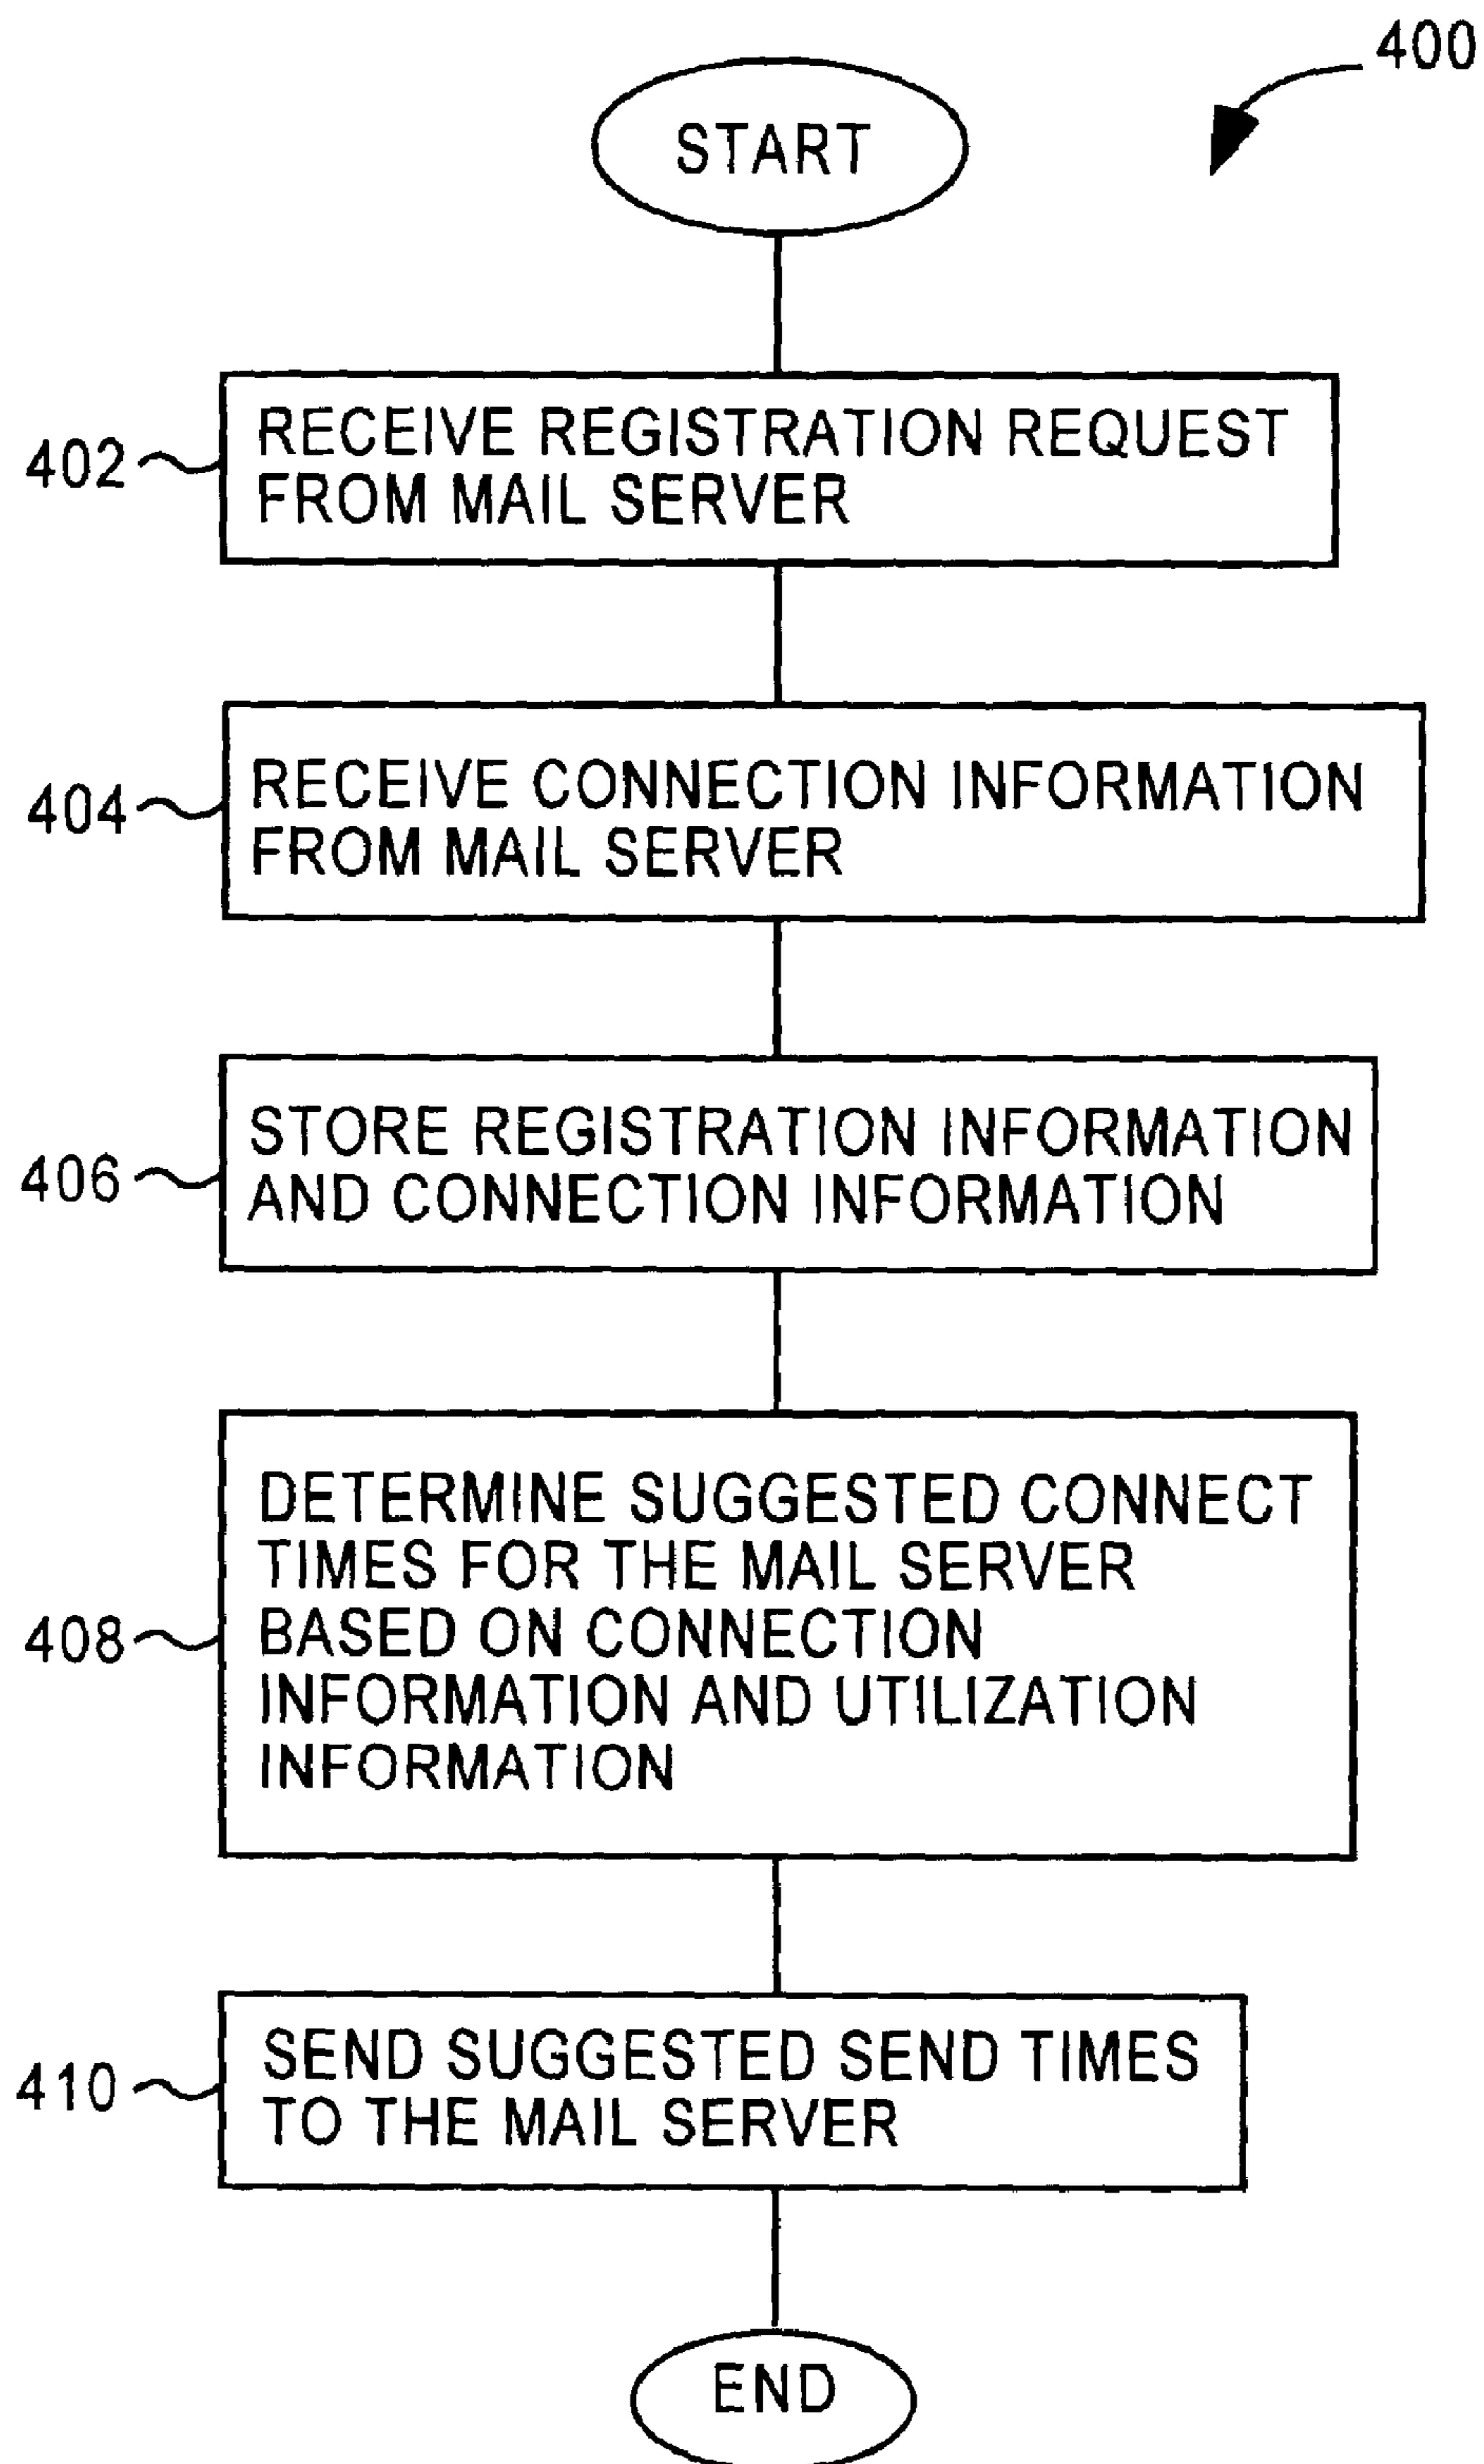 400
START
402
RECEIVE REGISTRATION REQUEST
FROM MAIL SERVER
404
RECEIVE CONNECTION INFORMATION
FROM MAIL SERVER
406
STORE REGISTRATION INFORMATION
AND CONNECTION INFORMATION
408
DETERMINE SUGGESTED CONNECT
TIMES FOR THE MAIL SERVER
BASED ON CONNECTION
INFORMATION AND UTILIZATION
INFORMATION
410
SEND SUGGESTED SEND TIMES
TO THE MAIL SERVER
END